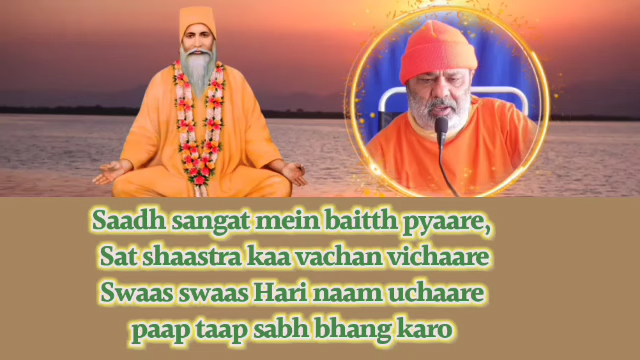 Saadh sangat mein baitth pyaare,
Sat shaastra kaa vachan vichaare
Swaas swaas Hari naam uchaare
paap taap sabh bhang karo